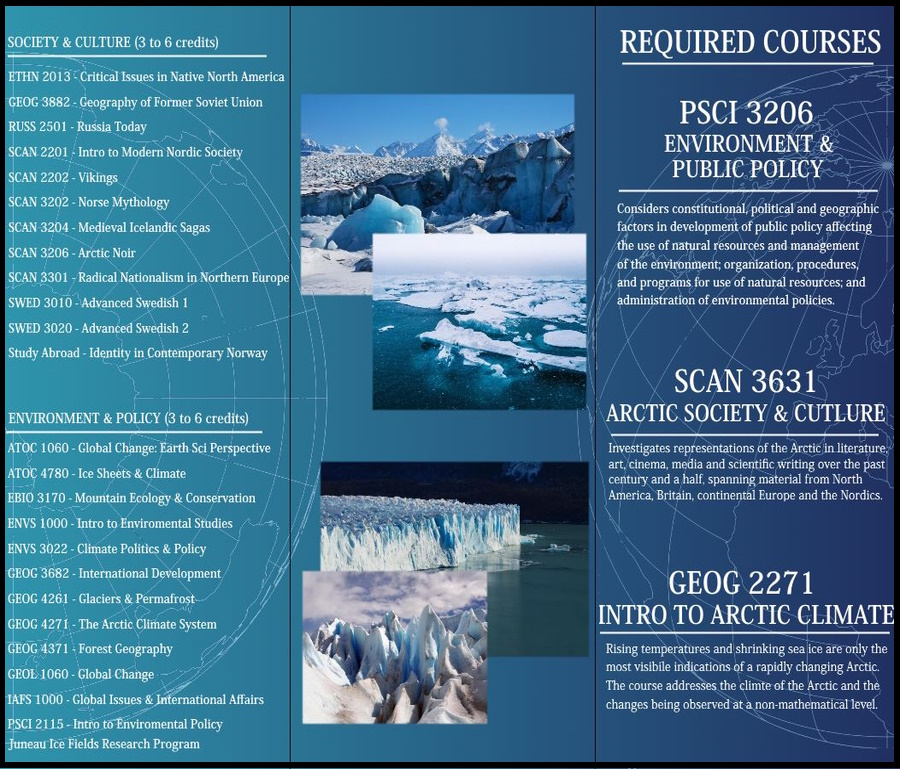 SOCIETY & CULTURE (3 to 6 credits)
ETHN 2013 - Critical Issues in Native North America
GEOG 3882 - Geography of Former Soviet Union
RUSS 2501 - Russia Today
SCAN 2201 - Intro to Modern Nordic Society
SCAN 2202 - Vikings
SCAN 3202 - Norse Mythology
SCAN 3204 - Medieval Icelandic Sagas
SCAN 3206 - Arctic Noir
SCAN 3301 - Radical Nationalism in Northern Europe
SWED 3010 - Advanced Swedish 1
SWED 3020 - Advanced Swedish 2
Study Abroad - Identity in Contemporary Norway
ENVIRONMENT & POLICY (3 to 6 credits)
ATOC 1060 - Global Change: Earth Sci Perspective
ATOC 4780 - Ice Sheets & Climate
EBIO 3170 - Mountain Ecology & Conservation
ENVS 1000 - Intro to Enviromental Studies
ENVS 3022 - Climate Politics & Policy
GEOG 3682 - International Development
GEOG 4261 - Glaciers & Permafrost
GEOG 4271 - The Arctic Climate System
GEOG 4371 - Forest Geography
GEOL 1060 - Global Change
IAFS 1000 - Global Issues & International Affairs
PSCI 2115 - Intro to Enviromental Policy
Juneau Ice Fields Research Program
REQUIRED COURSES
PSCI 3206
ENVIRONMENT &
PUBLIC POLICY
Considers constitutional, political and geographic
factors in development of public policy affecting
the use of natural resources and management
of the environment; organization, procedures,
and programs for use of natural resources; and
administration of environmental policies.
SCAN 3631
ARCTIC SOCIETY & CUTLURE
Investigates representations of the Arctic in literature,
art, cinema, media and scientific writing over the past
century and a half, spanning material from North
America, Britain, continental Europe and the Nordics.
GEOG 2271
INTRO TO ARCTIC CLIMATE
Rising temperatures and shrinking sea ice are only the
most visibile indications of a rapidly changing Arctic.
The course addresses the climte of the Arctic and the
changes being observed at a non-mathematical level.